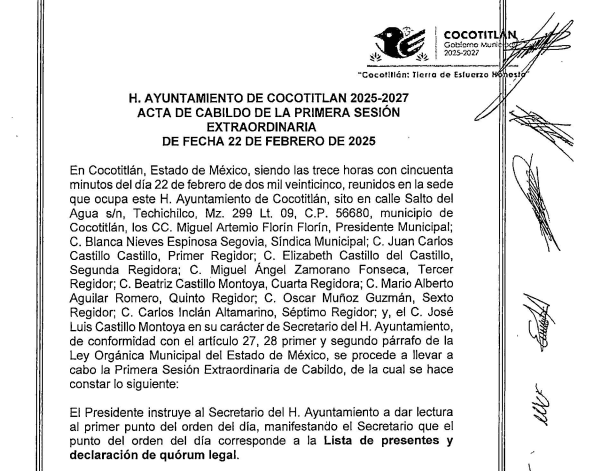 COCOTITLÁN
Gobierno Municipal
2025-2027
"Cocotitlán: Tierra de Esfuerzo Honesto"
H. AYUNTAMIENTO DE COCOTITLAN 2025-2027
ACTA DE CABILDO DE LA PRIMERA SESIÓN
EXTRAORDINARIA
DE FECHA 22 DE FEBRERO DE 2025
En Cocotitlán, Estado de México, siendo las trece horas con cincuenta
minutos del día 22 de febrero de dos mil veinticinco, reunidos en la sede
que ocupa este H. Ayuntamiento de Cocotitlán, sito en calle Salto del
Agua s/n, Techichilco, Mz. 299 Lt. 09, C.P. 56680, municipio de
Cocotitlán, los CC. Miguel Artemio Florín Florín, Presidente Municipal;
C. Blanca Nieves Espinosa Segovia, Síndica Municipal; C. Juan Carlos
Castillo Castillo, Primer Regidor; C. Elizabeth Castillo del Castillo,
Segunda Regidora; C. Miguel Ángel Zamorano Fonseca, Tercer
Regidor; C. Beatriz Castillo Montoya, Cuarta Regidora; C. Mario Alberto
Aguilar Romero, Quinto Regidor; C. Oscar Muñoz Guzmán, Sexto
Regidor; C. Carlos Inclán Altamarino, Séptimo Regidor; y, el C. José
Luis Castillo Montoya en su carácter de Secretario del H. Ayuntamiento,
de conformidad con el artículo 27, 28 primer y segundo párrafo de la
Ley Orgánica Municipal del Estado de México, se procede a llevar a
cabo la Primera Sesión Extraordinaria de Cabildo, de la cual se hace
constar lo siguiente:
El Presidente instruye al Secretario del H. Ayuntamiento a dar lectura
al primer punto del orden del día, manifestando el Secretario que el
punto del orden del día corresponde a la Lista de presentes y
declaración de quórum legal.